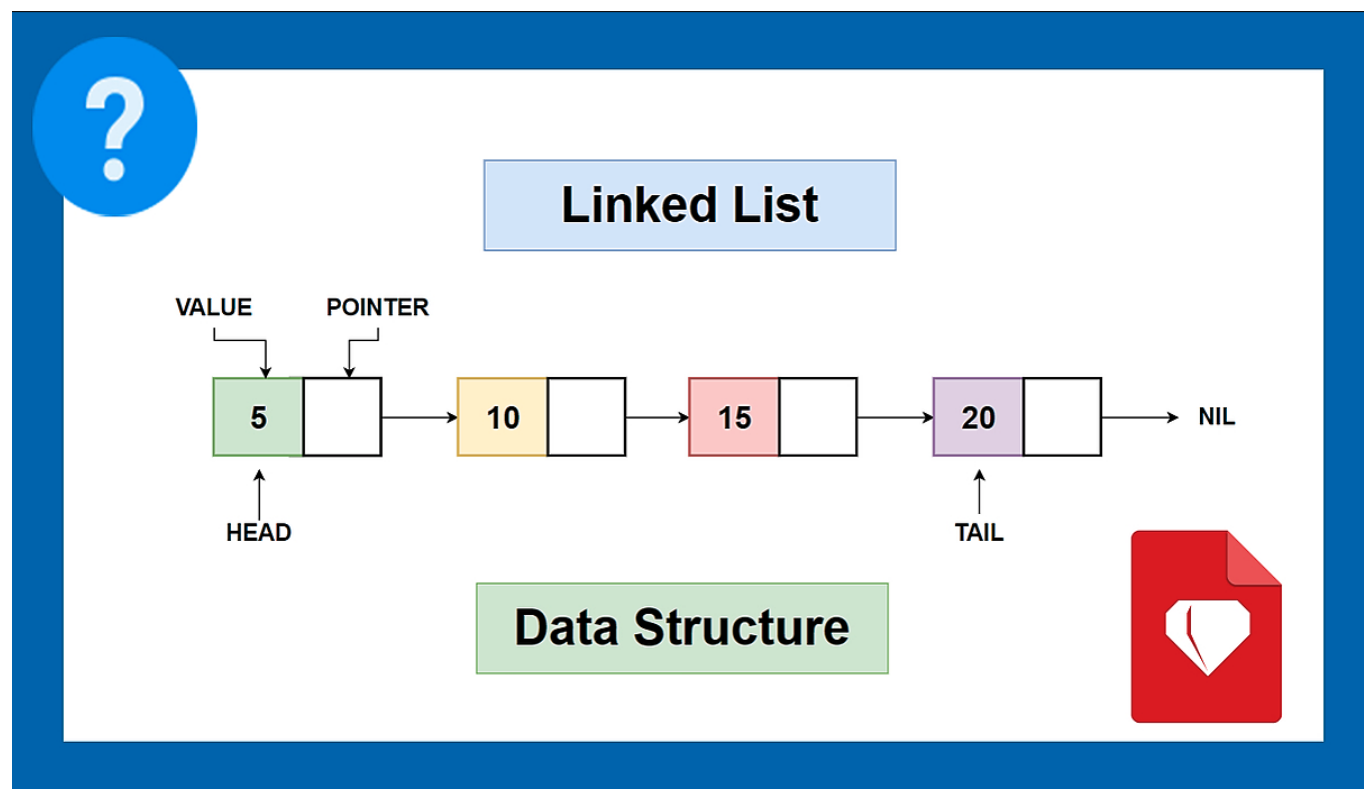 ?
Linked List
VALUE POINTER
5 10 15 20 NIL
HEAD TAIL
Data Structure